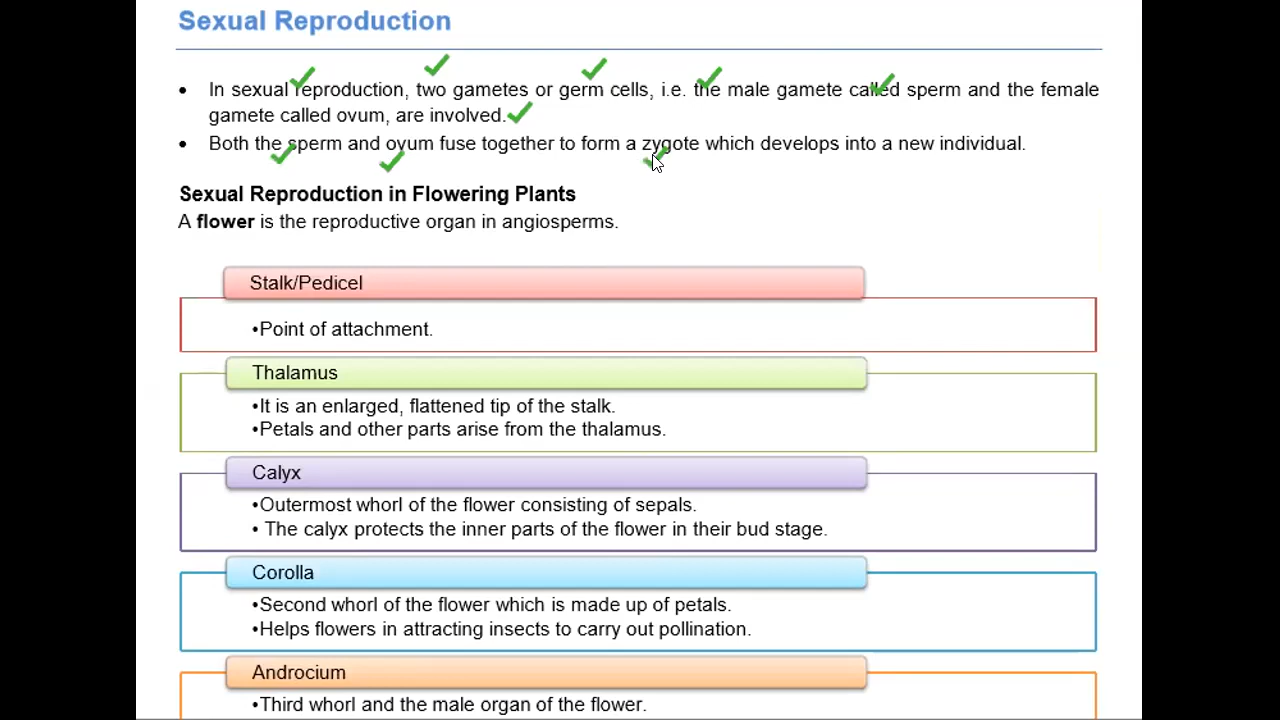 Sexual Reproduction
• In sexual reproduction, two gametes or germ cells, i.e. the male gamete called sperm and the female
gamete called ovum, are involved.
• Both the sperm and ovum fuse together to form a zygote which develops into a new individual.
Sexual Reproduction in Flowering Plants
A flower is the reproductive organ in angiosperms.
Stalk/Pedicel
•Point of attachment.
Thalamus
•It is an enlarged, flattened tip of the stalk.
•Petals and other parts arise from the thalamus.
Calyx
•Outermost whorl of the flower consisting of sepals.
• The calyx protects the inner parts of the flower in their bud stage.
Corolla
•Second whorl of the flower which is made up of petals.
•Helps flowers in attracting insects to carry out pollination.
Androcium
•Third whorl and the male organ of the flower.